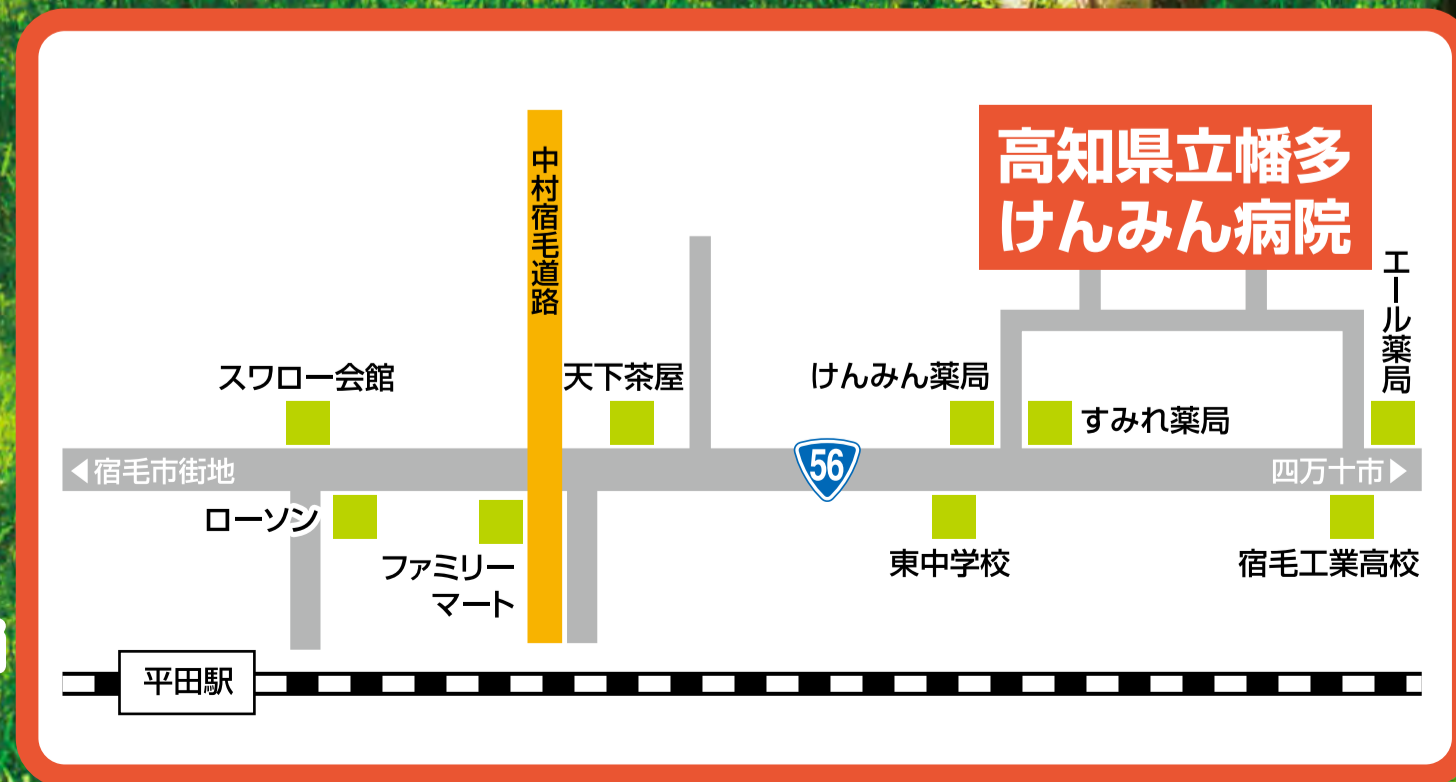 高知県立幡多
けんみん病院
中村宿毛道路
エール薬局
スワロー会館
天下茶屋
けんみん薬局
すみれ薬局
◀宿毛市街地
56
四万十市▶
ローソン
ファミリー
マート
東中学校
宿毛工業高校
平田駅